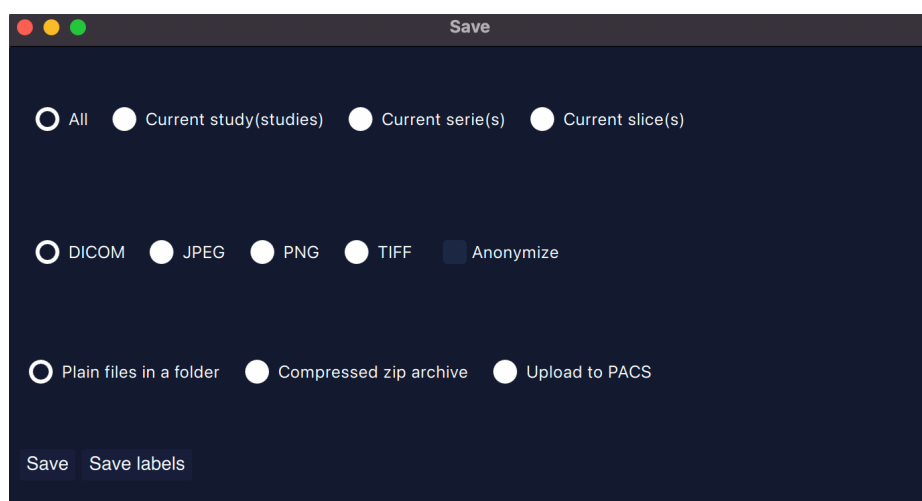 Save
All Current study(studies) Current serie(s) Current slice(s)
DICOM JPEG PNG TIFF Anonymize
Plain files in a folder Compressed zip archive Upload to PACS
Save Save labels